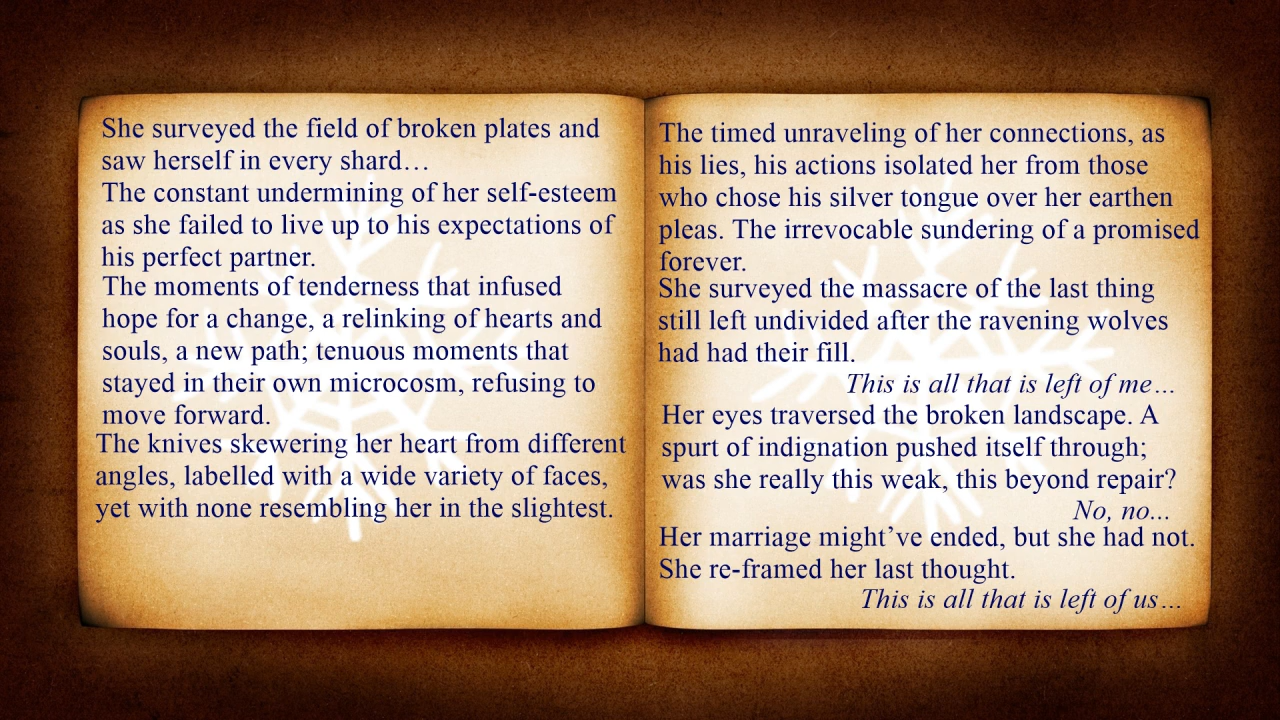 She surveyed the field of broken plates and
saw herself in every shard…
The constant undermining of her self-esteem
as she failed to live up to his expectations of
his perfect partner.
The moments of tenderness that infused
hope for a change, a relinking of hearts and
souls, a new path; tenuous moments that
stayed in their own microcosm, refusing to
move forward.
The knives skewering her heart from different
angles, labelled with a wide variety of faces,
yet with none resembling her in the slightest.
The timed unraveling of her connections, as
his lies, his actions isolated her from those
who chose his silver tongue over her earthen
pleas. The irrevocable sundering of a promised
forever.
She surveyed the massacre of the last thing
still left undivided after the ravening wolves
had had their fill.
This is all that is left of me…
Her eyes traversed the broken landscape. A
spurt of indignation pushed itself through;
was she really this weak, this beyond repair?
No, no...
Her marriage might’ve ended, but she had not.
She re-framed her last thought.
This is all that is left of us…